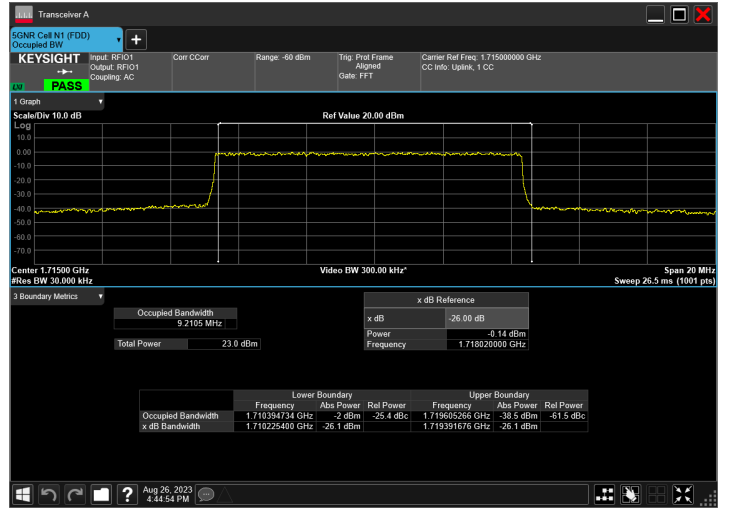 Transceiver A
5GNR Cell N1 (FDD)
Occupied BW
KEYSIGHT
LXI
PASS
Input: RFIO1
Output: RFIO1
Coupling: AC
Corr CCorr
Range: -60 dBm
Trig: Prot Frame
Aligned
Gate: FFT
Carrier Ref Freq: 1.715000000 GHz
CC Info: Uplink, 1 CC
1 Graph
Scale/Div 10.0 dB
Ref Value 20.00 dBm
Log
10.0
0.00
-10.0
-20.0
-30.0
-40.0
-50.0
-60.0
-70.0
Center 1.71500 GHz
Video BW 300.00 kHz*
Span 20 MHz
#Res BW 30.000 kHz
Sweep 26.5 ms (1001 pts)
3 Boundary Metrics
Occupied Bandwidth
9.2105 MHz
Total Power 23.0 dBm
x dB Reference
x dB -26.00 dB
Power -0.14 dBm
Frequency 1.718020000 GHz
Lower Boundary Upper Boundary
Frequency Abs Power Rel Power Frequency Abs Power Rel Power
Occupied Bandwidth 1.710394734 GHz -2 dBm -25.4 dBc 1.719605266 GHz -38.5 dBm -61.5 dBc
x dB Bandwidth 1.710225400 GHz -26.1 dBm 1.719391676 GHz -26.1 dBm
Aug 26, 2023
4:44:54 PM